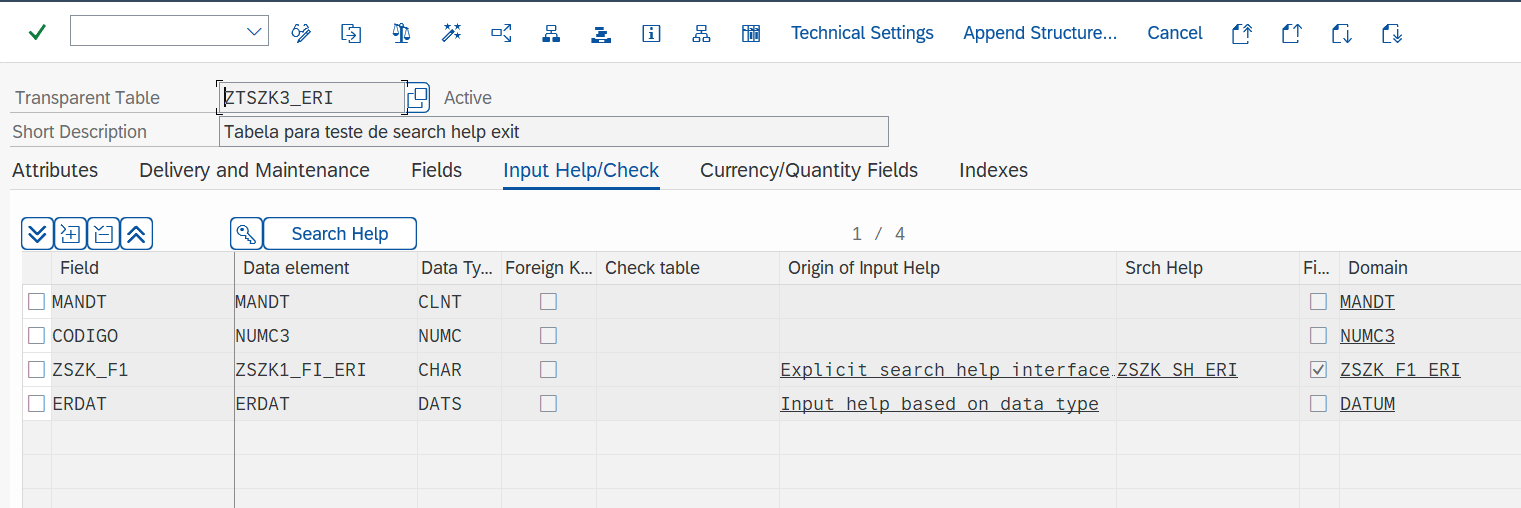 Technical Settings Append Structure... Cancel
Transparent Table ZTSZK3_ERI Active
Short Description Tabela para teste de search help exit
Attributes Delivery and Maintenance Fields Input Help/Check Currency/Quantity Fields Indexes
Search Help 1 / 4
Field Data element Data Ty... Foreign K... Check table Origin of Input Help Srch Help Fi... Domain
MANDT MANDT CLNT MANDT
CODIGO NUMC3 NUMC NUMC3
ZSZK_F1 ZSZK1_FI_ERI CHAR Explicit search help interface. ZSZK_SH_ERI ZSZK_F1_ERI
ERDAT ERDAT DATS Input help based on data type DATUM